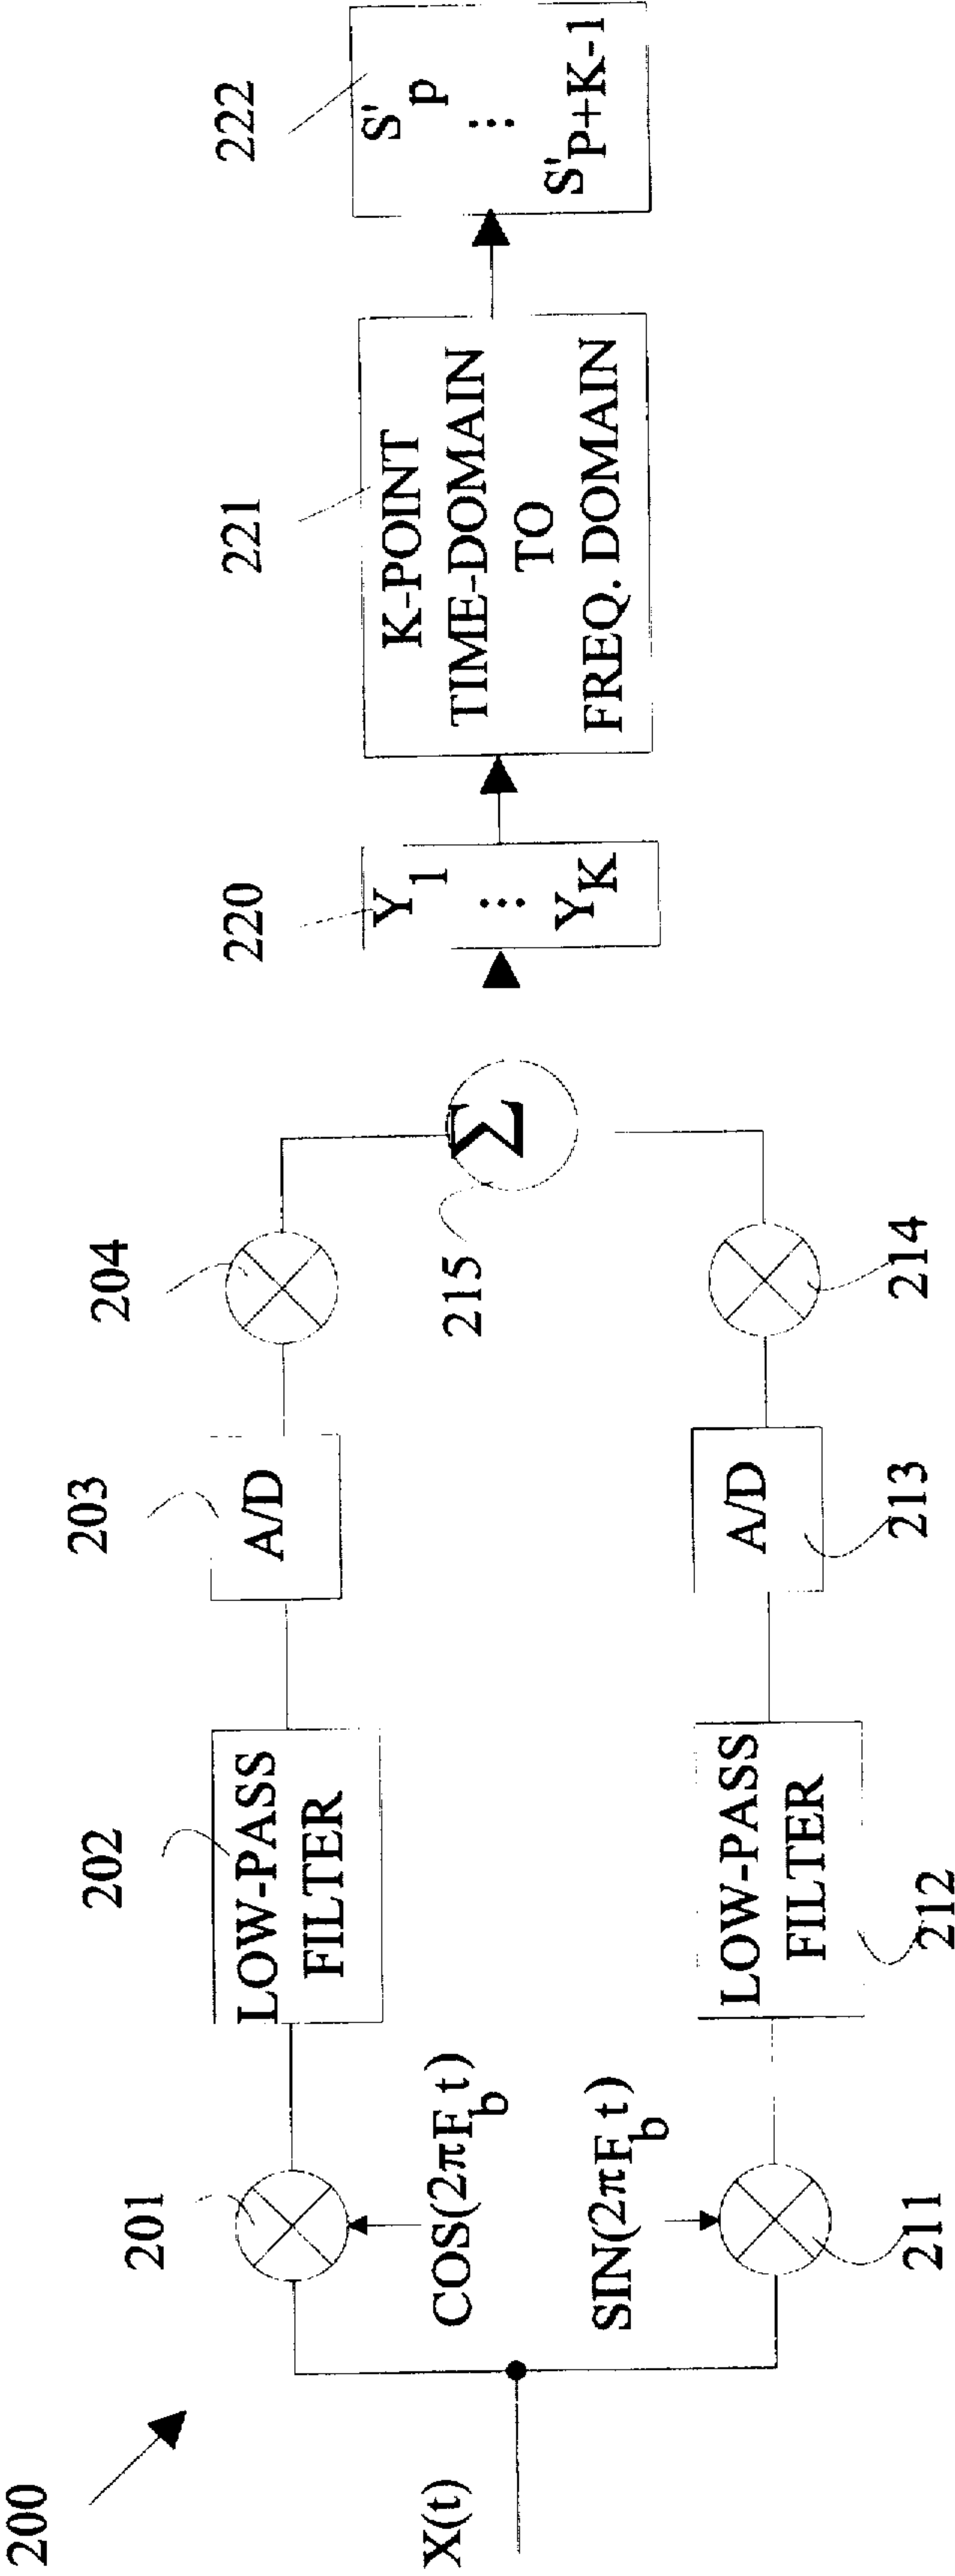 200
X(t)
201
COS(2πF_b t)
SIN(2πF_b t)
211
202
LOW-PASS
FILTER
LOW-PASS
FILTER
212
203
A/D
A/D
213
204
214
215
Σ
220
Y_1
⋮
Y_K
221
K-POINT
TIME-DOMAIN
TO
FREQ. DOMAIN
222
S'_p
⋮
S'_P+K-1